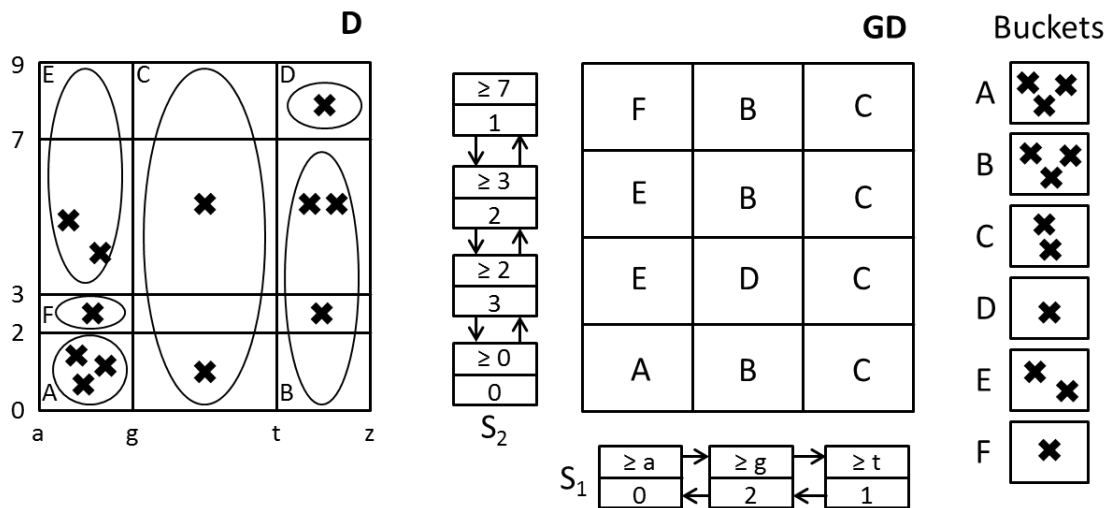 D
GD
Buckets
9
7
3
2
0
E
C
D
F
A
B
a
g
t
z
≥ 7
1
≥ 3
2
≥ 2
3
≥ 0
0
S2
F B C
E B C
E D C
A B C
S1
≥ a
0
≥ g
2
≥ t
1
A
B
C
D
E
F